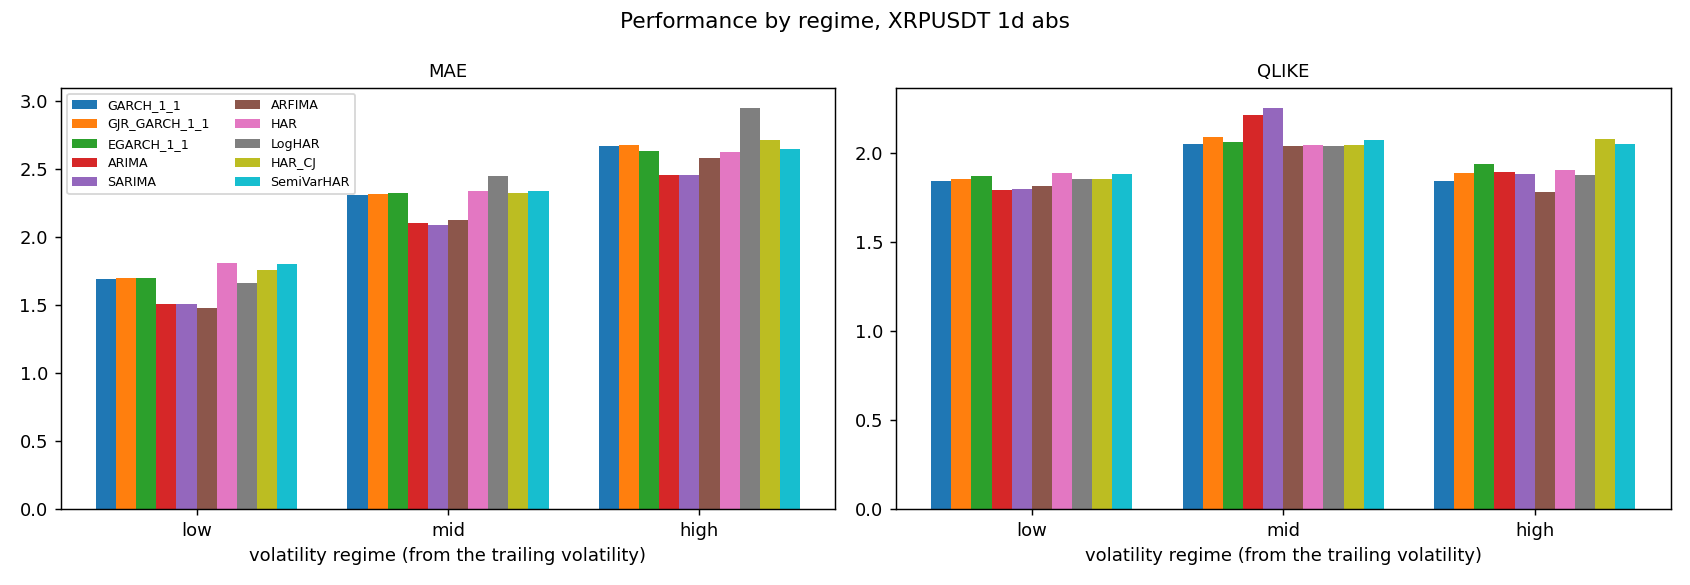 Performance by regime, XRPUSDT 1d abs
MAE
3.0
2.5
2.0
1.5
1.0
0.5
0.0
GARCH_1_1
GJR_GARCH_1_1
EGARCH_1_1
ARIMA
SARIMA
ARFIMA
HAR
LogHAR
HAR_CJ
SemiVarHAR
low mid high
volatility regime (from the trailing volatility)
QLIKE
2.0
1.5
1.0
0.5
0.0
low mid high
volatility regime (from the trailing volatility)